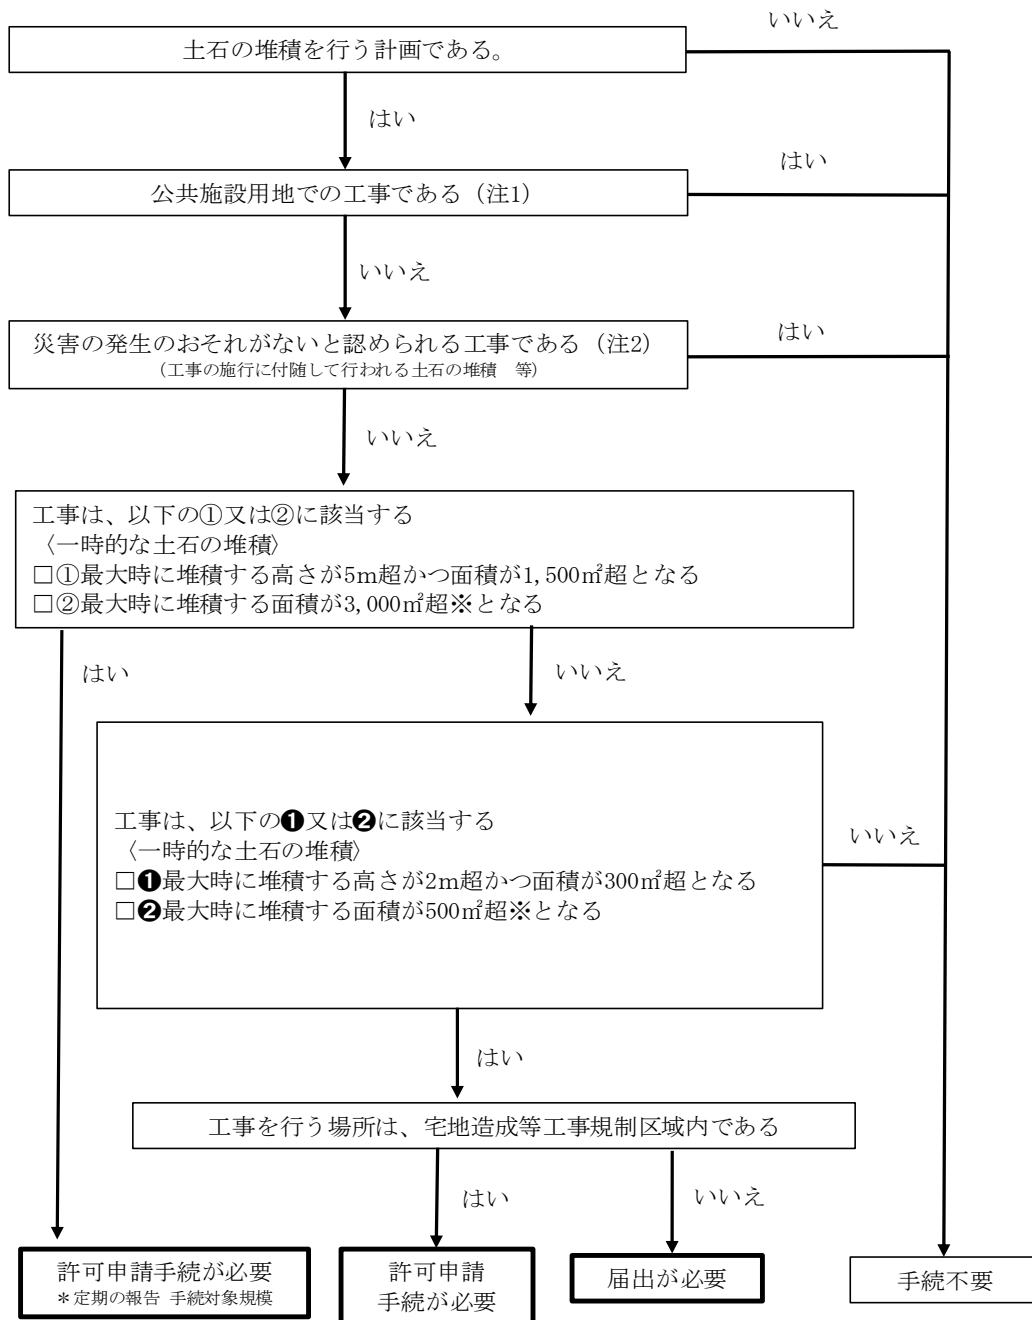 いいえ
土石の堆積を行う計画である。
はい
はい
公共施設用地での工事である（注1）
いいえ
はい
災害の発生のおそれがないと認められる工事である（注2）
（工事の施行に付随して行われる土石の堆積　等）
いいえ
工事は、以下の①又は②に該当する
〈一時的な土石の堆積〉
□①最大時に堆積する高さが5m超かつ面積が1,500㎡超となる
□②最大時に堆積する面積が3,000㎡超※となる
はい
いいえ
工事は、以下の❶又は❷に該当する
〈一時的な土石の堆積〉
□❶最大時に堆積する高さが2m超かつ面積が300㎡超となる
□❷最大時に堆積する面積が500㎡超※となる
いいえ
はい
工事を行う場所は、宅地造成等工事規制区域内である
はい
いいえ
許可申請手続が必要
＊定期の報告 手続対象規模
許可申請
手続が必要
届出が必要
手続不要